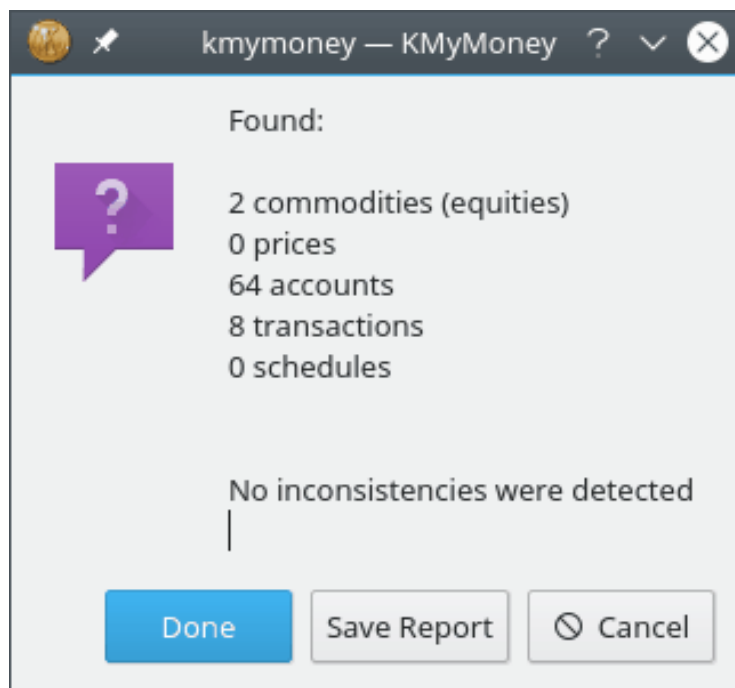 kmymoney — KMyMoney
Found:
2 commodities (equities)
0 prices
64 accounts
8 transactions
0 schedules
No inconsistencies were detected
Done
Save Report
Cancel